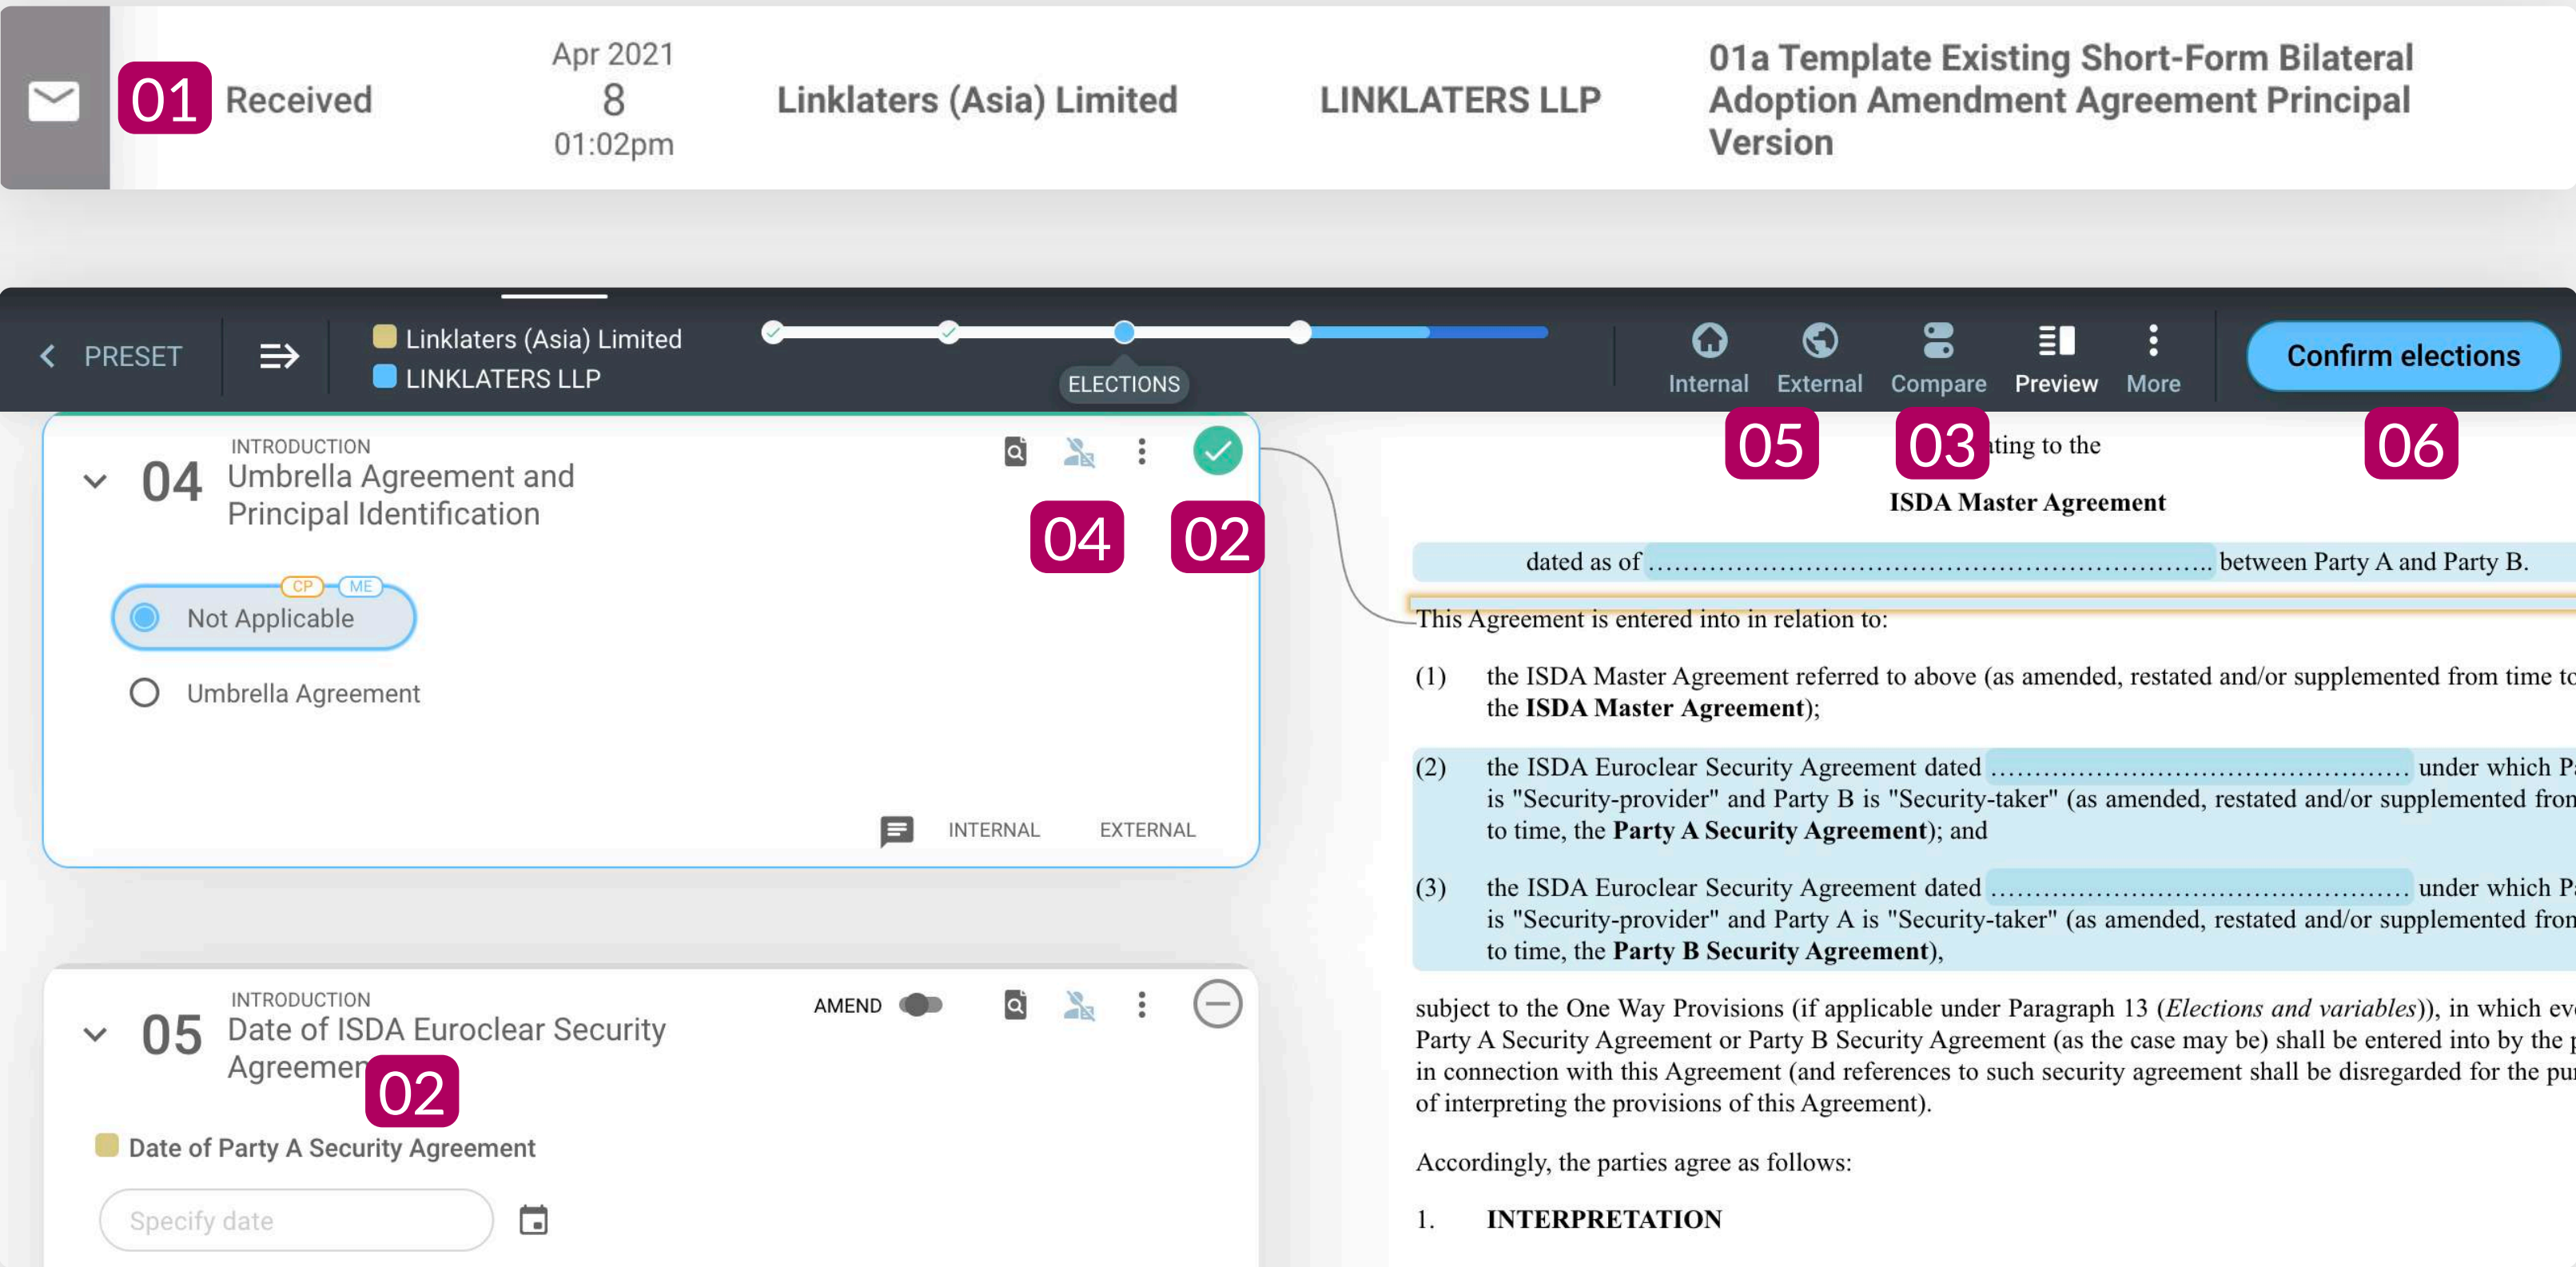 01 Received
Apr 2021
8
01:02pm
Linklaters (Asia) Limited
LINKLATERS LLP
01a Template Existing Short-Form Bilateral
Adoption Amendment Agreement Principal
Version
PRESET
Linklaters (Asia) Limited
LINKLATERS LLP
ELECTIONS
Internal
External
Compare
Preview
More
Confirm elections
05
03
06
INTRODUCTION
04 Umbrella Agreement and
Principal Identification
04
02
CP
ME
Not Applicable
Umbrella Agreement
INTERNAL
EXTERNAL
INTRODUCTION
05 Date of ISDA Euroclear Security
AMEND
02
Date of Party A Security Agreement
Specify date
to the
ISDA Master Agreement
dated as of .................................................................. between Party A and Party B.
This Agreement is entered into in relation to:
(1) the ISDA Master Agreement referred to above (as amended, restated and/or supplemented from time to
the ISDA Master Agreement);
(2) the ISDA Euroclear Security Agreement dated ................................................ under which
is "Security-provider" and Party B is "Security-taker" (as amended, restated and/or supplemented
to time, the Party A Security Agreement); and
(3) the ISDA Euroclear Security Agreement dated ................................................ under which
is "Security-provider" and Party A is "Security-taker" (as amended, restated and/or supplemented
to time, the Party B Security Agreement),
subject to the One Way Provisions (if applicable under Paragraph 13 (Elections and variables)), in which
Party A Security Agreement or Party B Security Agreement (as the case may be) shall be entered into by the
in connection with this Agreement (and references to such security agreement shall be disregarded for the
of interpreting the provisions of this Agreement).
Accordingly, the parties agree as follows:
1. INTERPRETATION